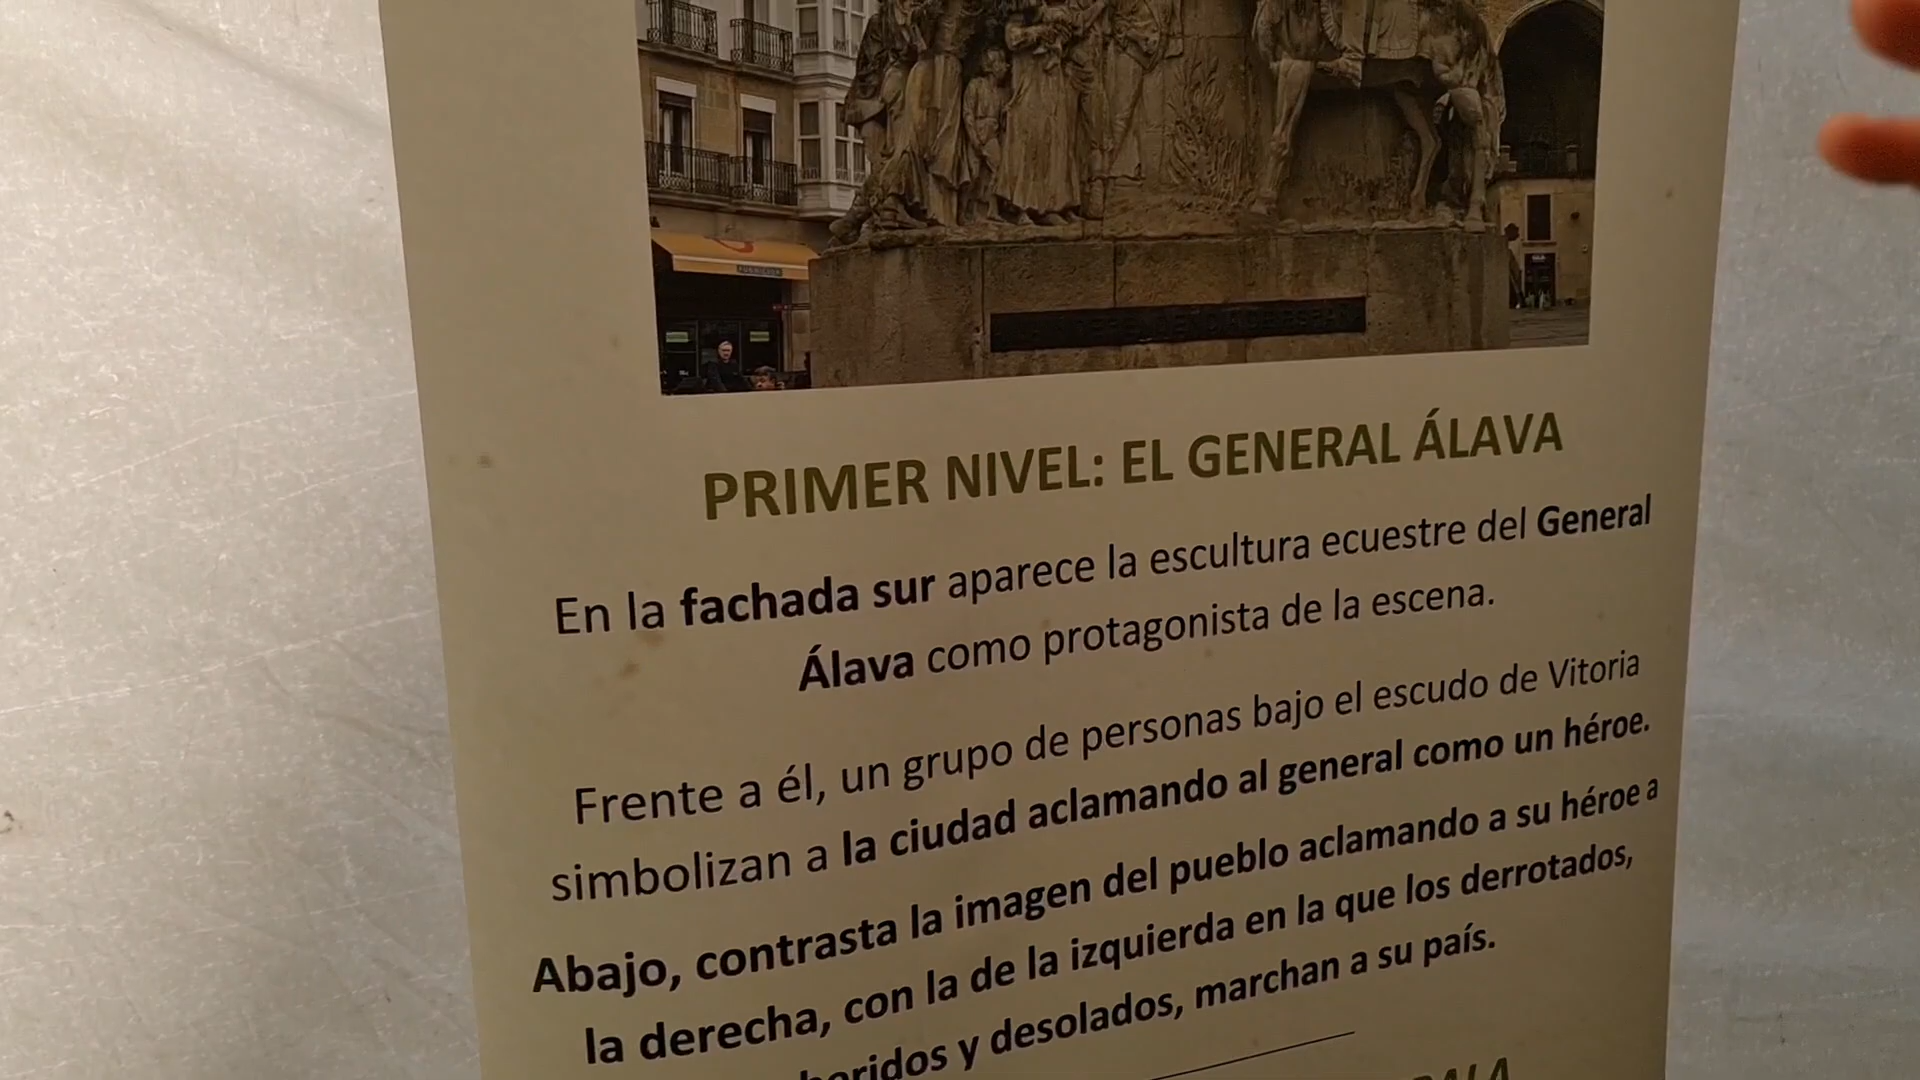 PRIMER NIVEL: EL GENERAL ÁLAVA
En la fachada sur aparece la escultura ecuestre del General
Álava como protagonista de la escena.
Frente a él, un grupo de personas bajo el escudo de Vitoria
simbolizan a la ciudad aclamando al general como un héroe.
Abajo, contrasta la imagen del pueblo aclamando a su héroe a
la derecha, con la de la izquierda en la que los derrotados,
y desolados, marchan a su país.